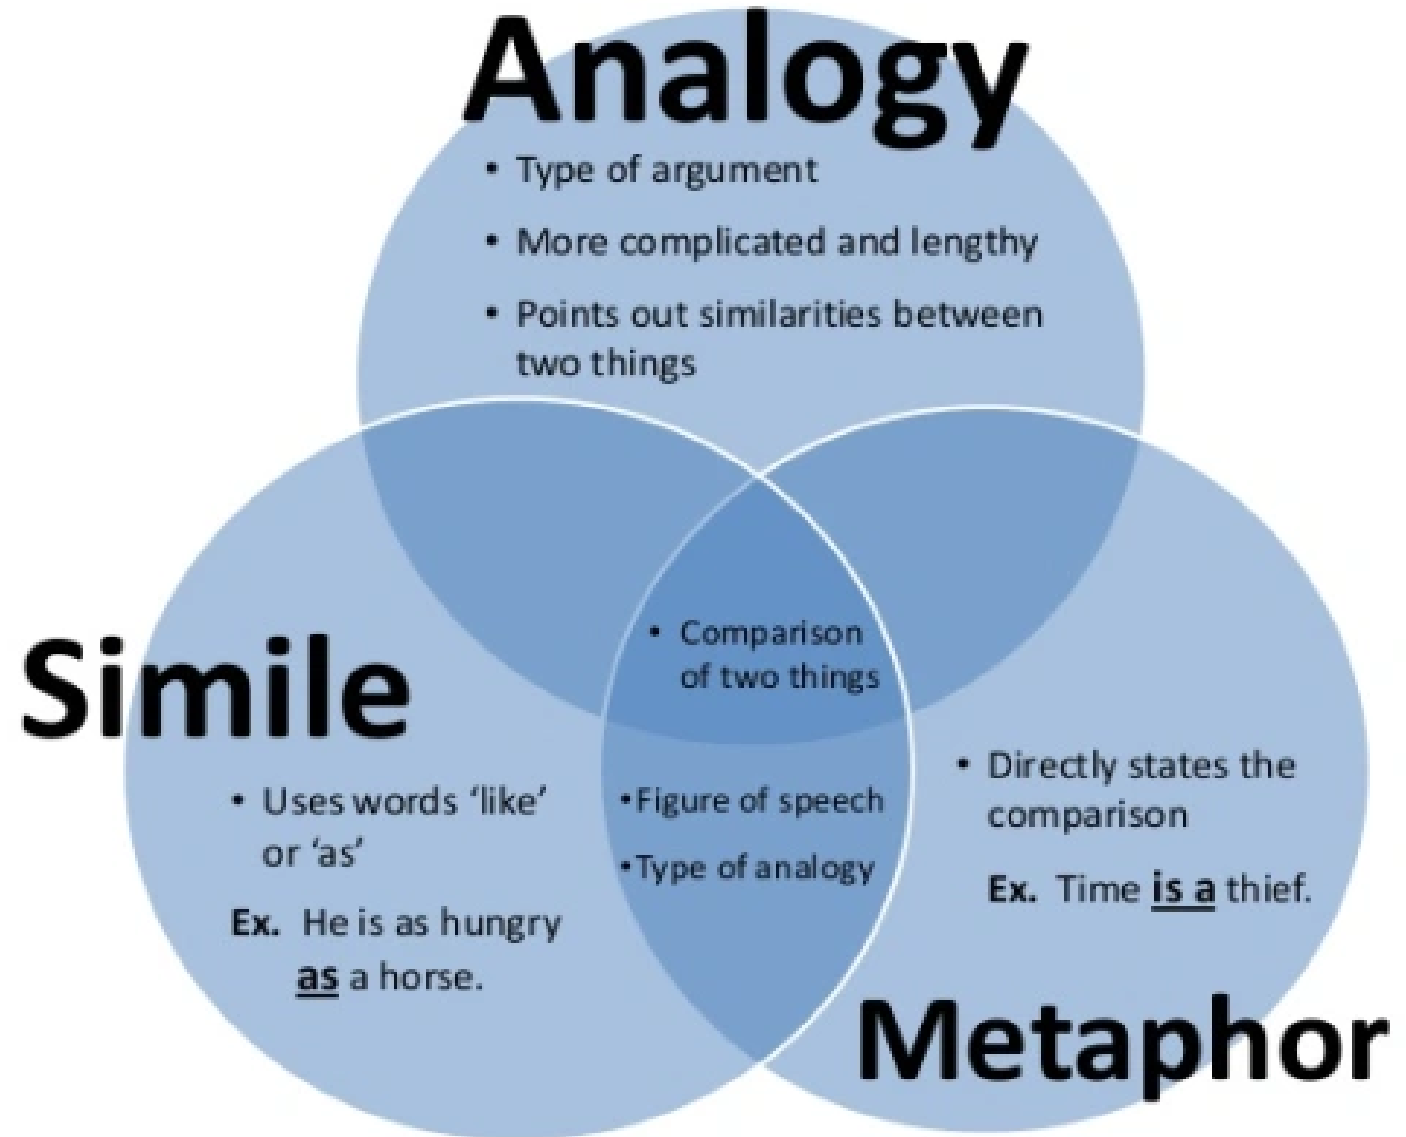 Analogy
• Type of argument
• More complicated and lengthy
• Points out similarities between
two things
Simile
• Uses words ‘like’
or ‘as’
Ex. He is as hungry
as a horse.
• Comparison
of two things
•Figure of speech
•Type of analogy
• Directly states the
comparison
Ex. Time is a thief.
Metaphor